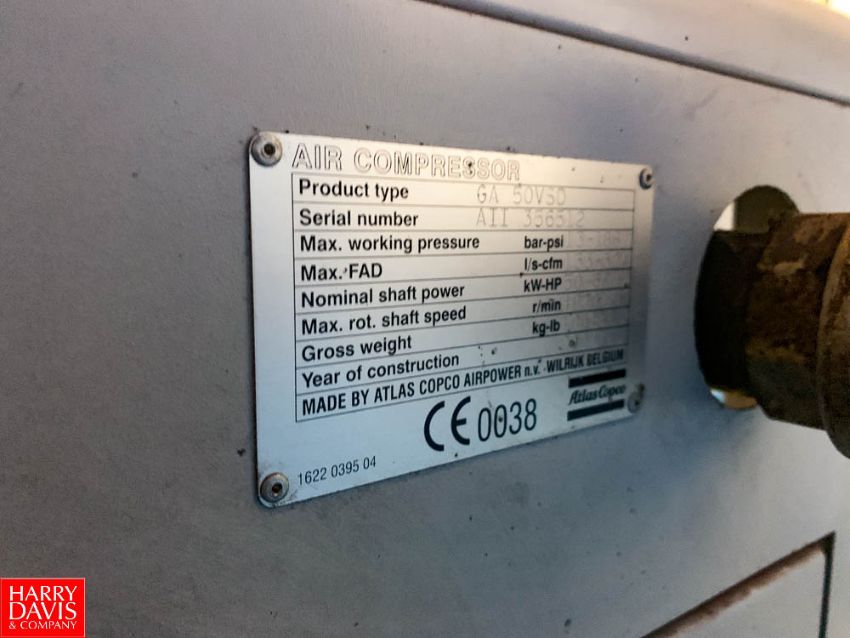 AIR COMPRESSOR
Product type GA 50VSD
Serial number AII 356512
Max. working pressure bar-psi
Max. FAD l/s-cfm
Nominal shaft power kW-HP
Max. rot. shaft speed r/min
Gross weight kg-lb
Year of construction
MADE BY ATLAS COPCO AIRPOWER n.v. WILRIJK BELGIUM
Atlas Copco
CE 0038
1622 0395 04
HARRY
DAVIS
& COMPANY